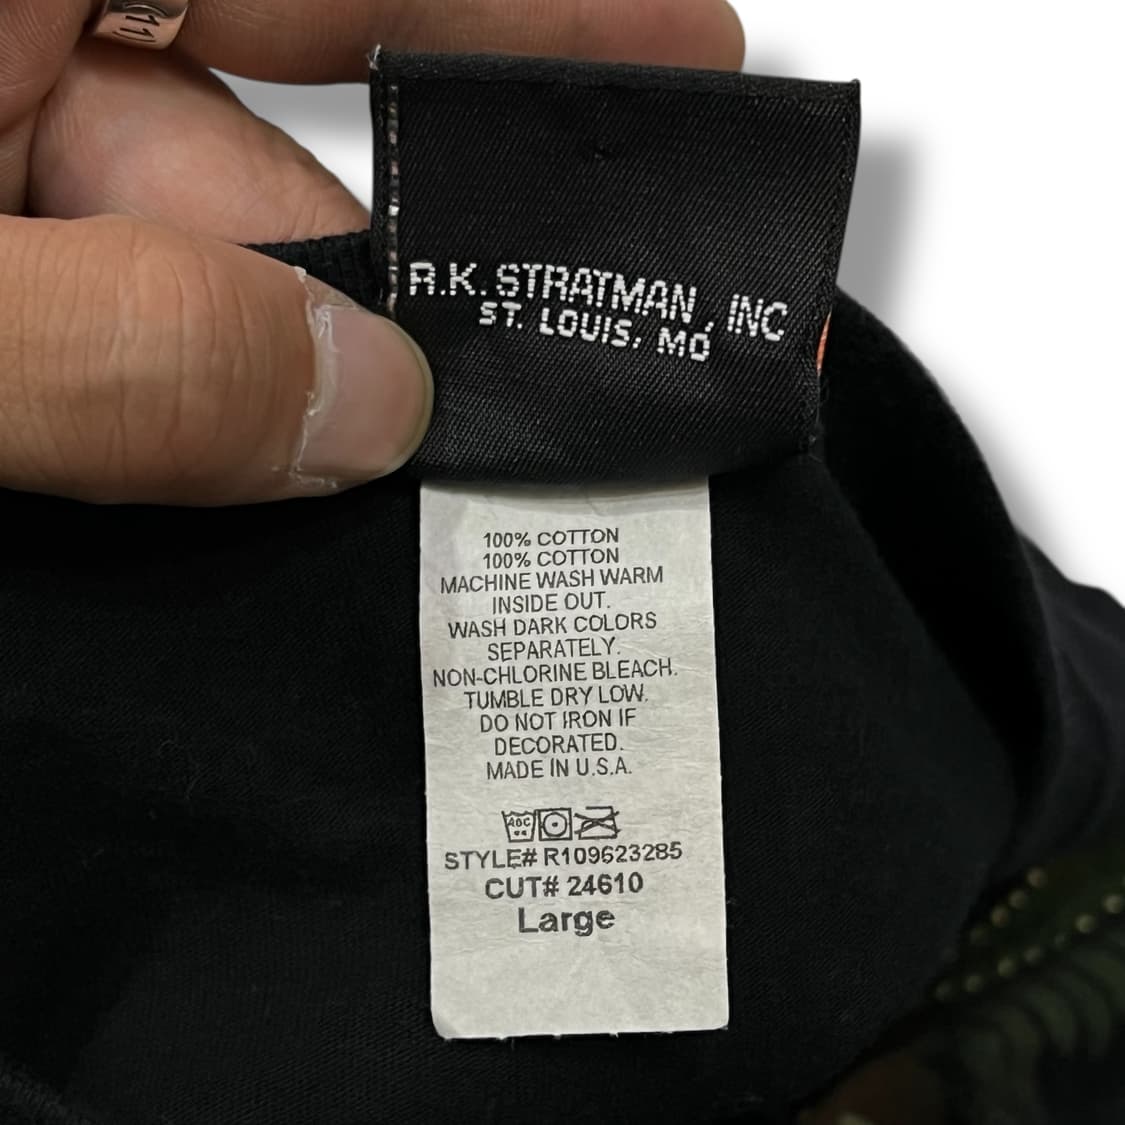 R.K. STRATMAN, INC
ST. LOUIS, MO
100% COTTON
100% COTTON
MACHINE WASH WARM
INSIDE OUT.
WASH DARK COLORS
SEPARATELY.
NON-CHLORINE BLEACH.
TUMBLE DRY LOW.
DO NOT IRON IF
DECORATED.
MADE IN U.S.A.
STYLE# R109623285
CUT# 24610
Large